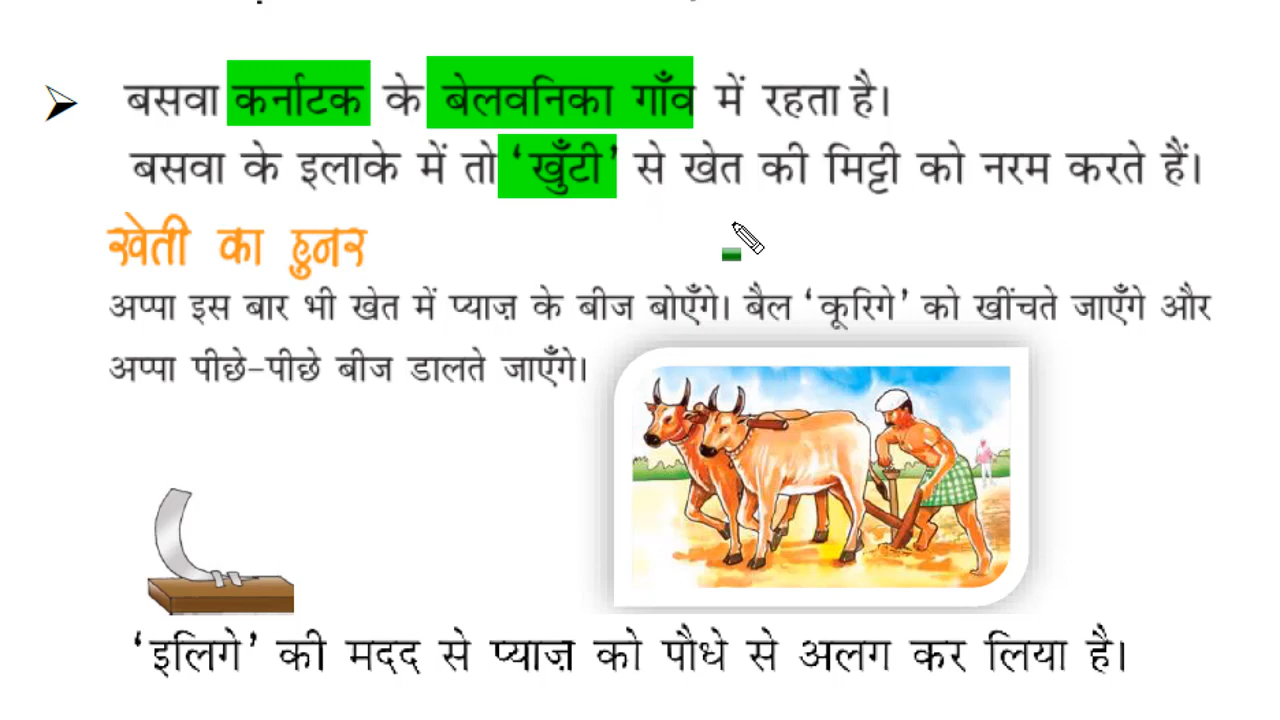 बसवा कर्नाटक के बेलवनिका गाँव में रहता है।
बसवा के इलाके में तो ‘खुँटी’ से खेत की मिट्टी को नरम करते हैं।
खेती का हुनर
अप्पा इस बार भी खेत में प्याज़ के बीज बोएँगे। बैल ‘कूरिगे’ को खींचते जाएँगे और
अप्पा पीछे-पीछे बीज डालते जाएँगे।
‘इलिगे’ की मदद से प्याज़ को पौधे से अलग कर लिया है।